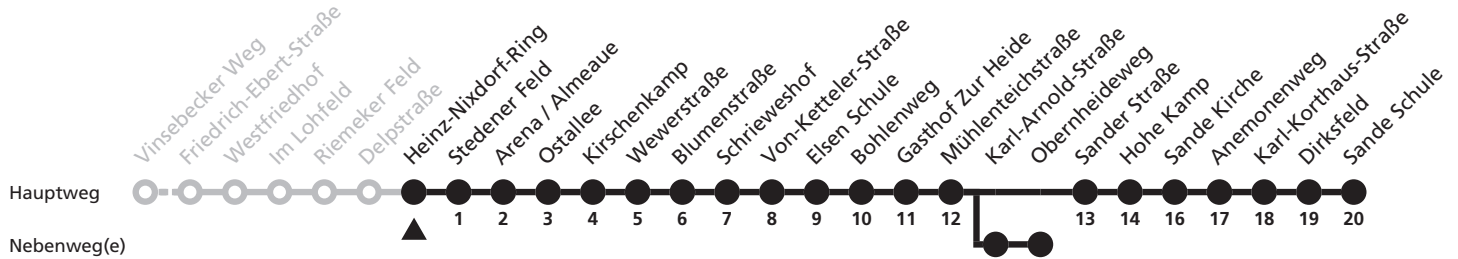 Vinsebecker Weg
Friedrich-Ebert-Straße
Westfriedhof
Im Lohfeld
Riemeker Feld
Delpstraße
Heinz-Nixdorf-Ring
Stedener Feld
Arena / Almeaue
Ostallee
Kirschenkamp
Wewerstraße
Blumenstraße
Schrieweshof
Von-Ketteler-Straße
Elsen Schule
Bohlenweg
Gasthof Zur Heide
Mühlenteichstraße
Karl-Arnold-Straße
Obernheideweg
Sander Straße
Hohe Kamp
Sande Kirche
Anemonenweg
Karl-Korthaus-Straße
Dirksfeld
Sande Schule
Hauptweg
1 2 3 4 5 6 7 8 9 10 11 12 13 14 16 17 18 19 20
Nebenweg(e)